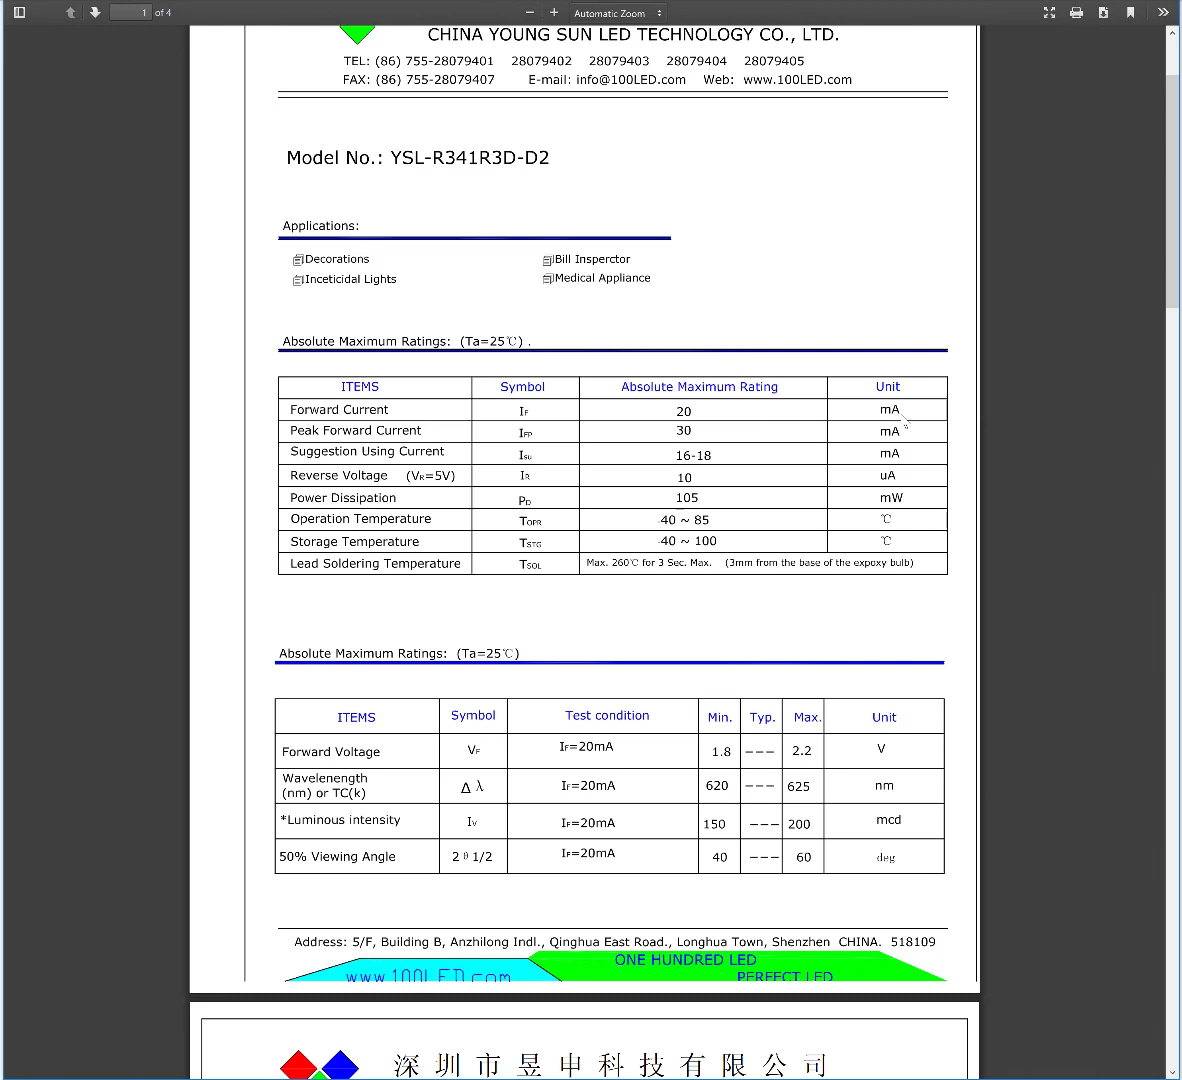 1 of 4
Automatic Zoom
CHINA YOUNG SUN LED TECHNOLOGY CO., LTD.
TEL: (86) 755-28079401 28079402 28079403 28079404 28079405
FAX: (86) 755-28079407 E-mail: info@100LED.com Web: www.100LED.com
Model No.: YSL-R341R3D-D2
Applications:
Decorations Bill Insperctor
Inceticidal Lights Medical Appliance
Absolute Maximum Ratings: (Ta=25℃) .
ITEMS Symbol Absolute Maximum Rating Unit
Forward Current IF 20 mA
Peak Forward Current IFP 30 mA
Suggestion Using Current Isu 16-18 mA
Reverse Voltage (VR=5V) IR 10 uA
Power Dissipation PD 105 mW
Operation Temperature TOPR -40 ~ 85 ℃
Storage Temperature TSTG -40 ~ 100 ℃
Lead Soldering Temperature TSOL Max. 260℃ for 3 Sec. Max. (3mm from the base of the expoxy bulb)
Absolute Maximum Ratings: (Ta=25℃)
ITEMS Symbol Test condition Min. Typ. Max. Unit
Forward Voltage VF IF=20mA 1.8 --- 2.2 V
Wavelenength
(nm) or TC(k) Δ λ IF=20mA 620 --- 625 nm
*Luminous intensity Iv IF=20mA 150 --- 200 mcd
50% Viewing Angle 2θ1/2 IF=20mA 40 --- 60 deg
Address: 5/F, Building B, Anzhilong Indl., Qinghua East Road., Longhua Town, Shenzhen CHINA. 518109
ONE HUNDRED LED
www.100LED.com PERFECT LED
深圳市昱申科技有限公司